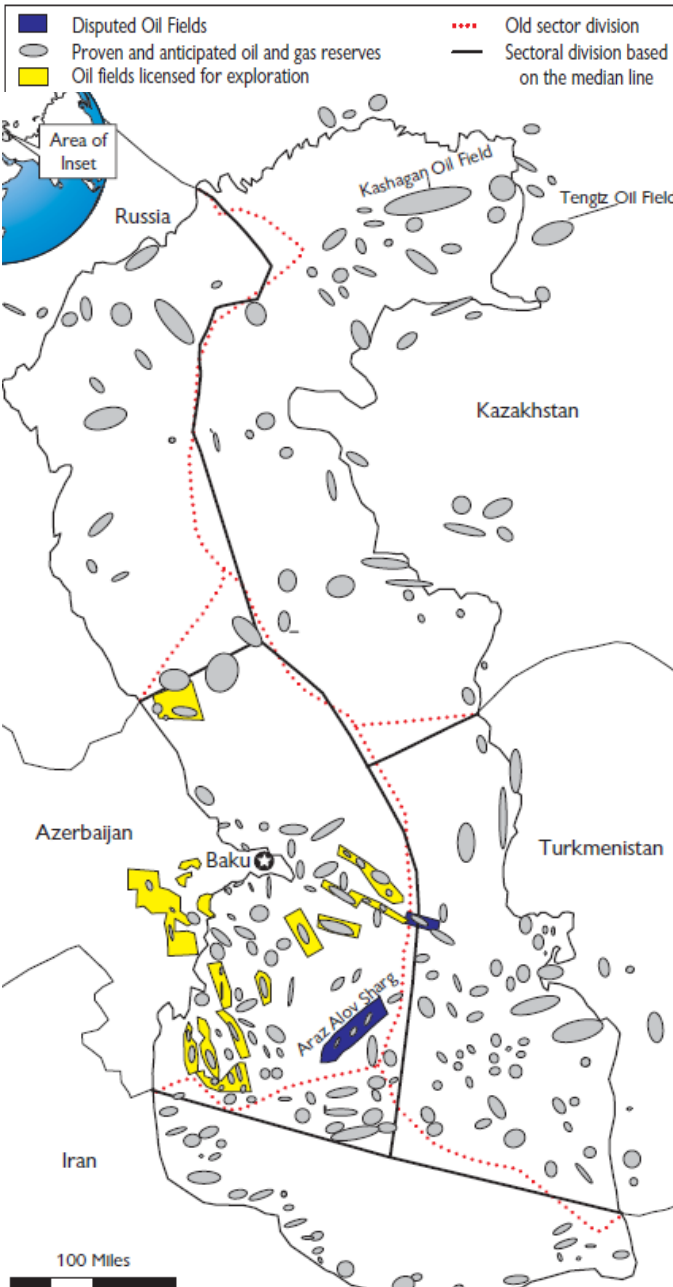 Disputed Oil Fields
Proven and anticipated oil and gas reserves
Oil fields licensed for exploration
Old sector division
Sectoral division based
on the median line
Area of
Inset
Russia
Kashagan Oil Field
Tengiz Oil Field
Kazakhstan
Azerbaijan
Baku
Turkmenistan
Araz Alov Sharg
Iran
100 Miles